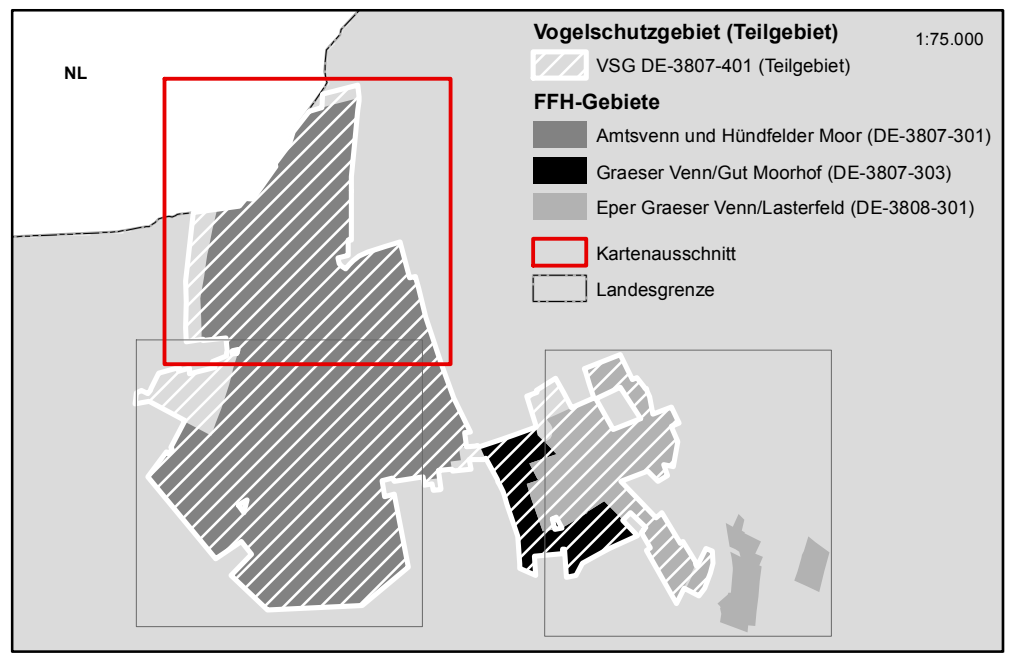 Vogelschutzgebiet (Teilgebiet)
1:75.000
NL
VSG DE-3807-401 (Teilgebiet)
FFH-Gebiete
Amtsvenn und Hündfelder Moor (DE-3807-301)
Graeser Venn/Gut Moorhof (DE-3807-303)
Eper Graeser Venn/Lasterfeld (DE-3808-301)
Kartenausschnitt
Landesgrenze